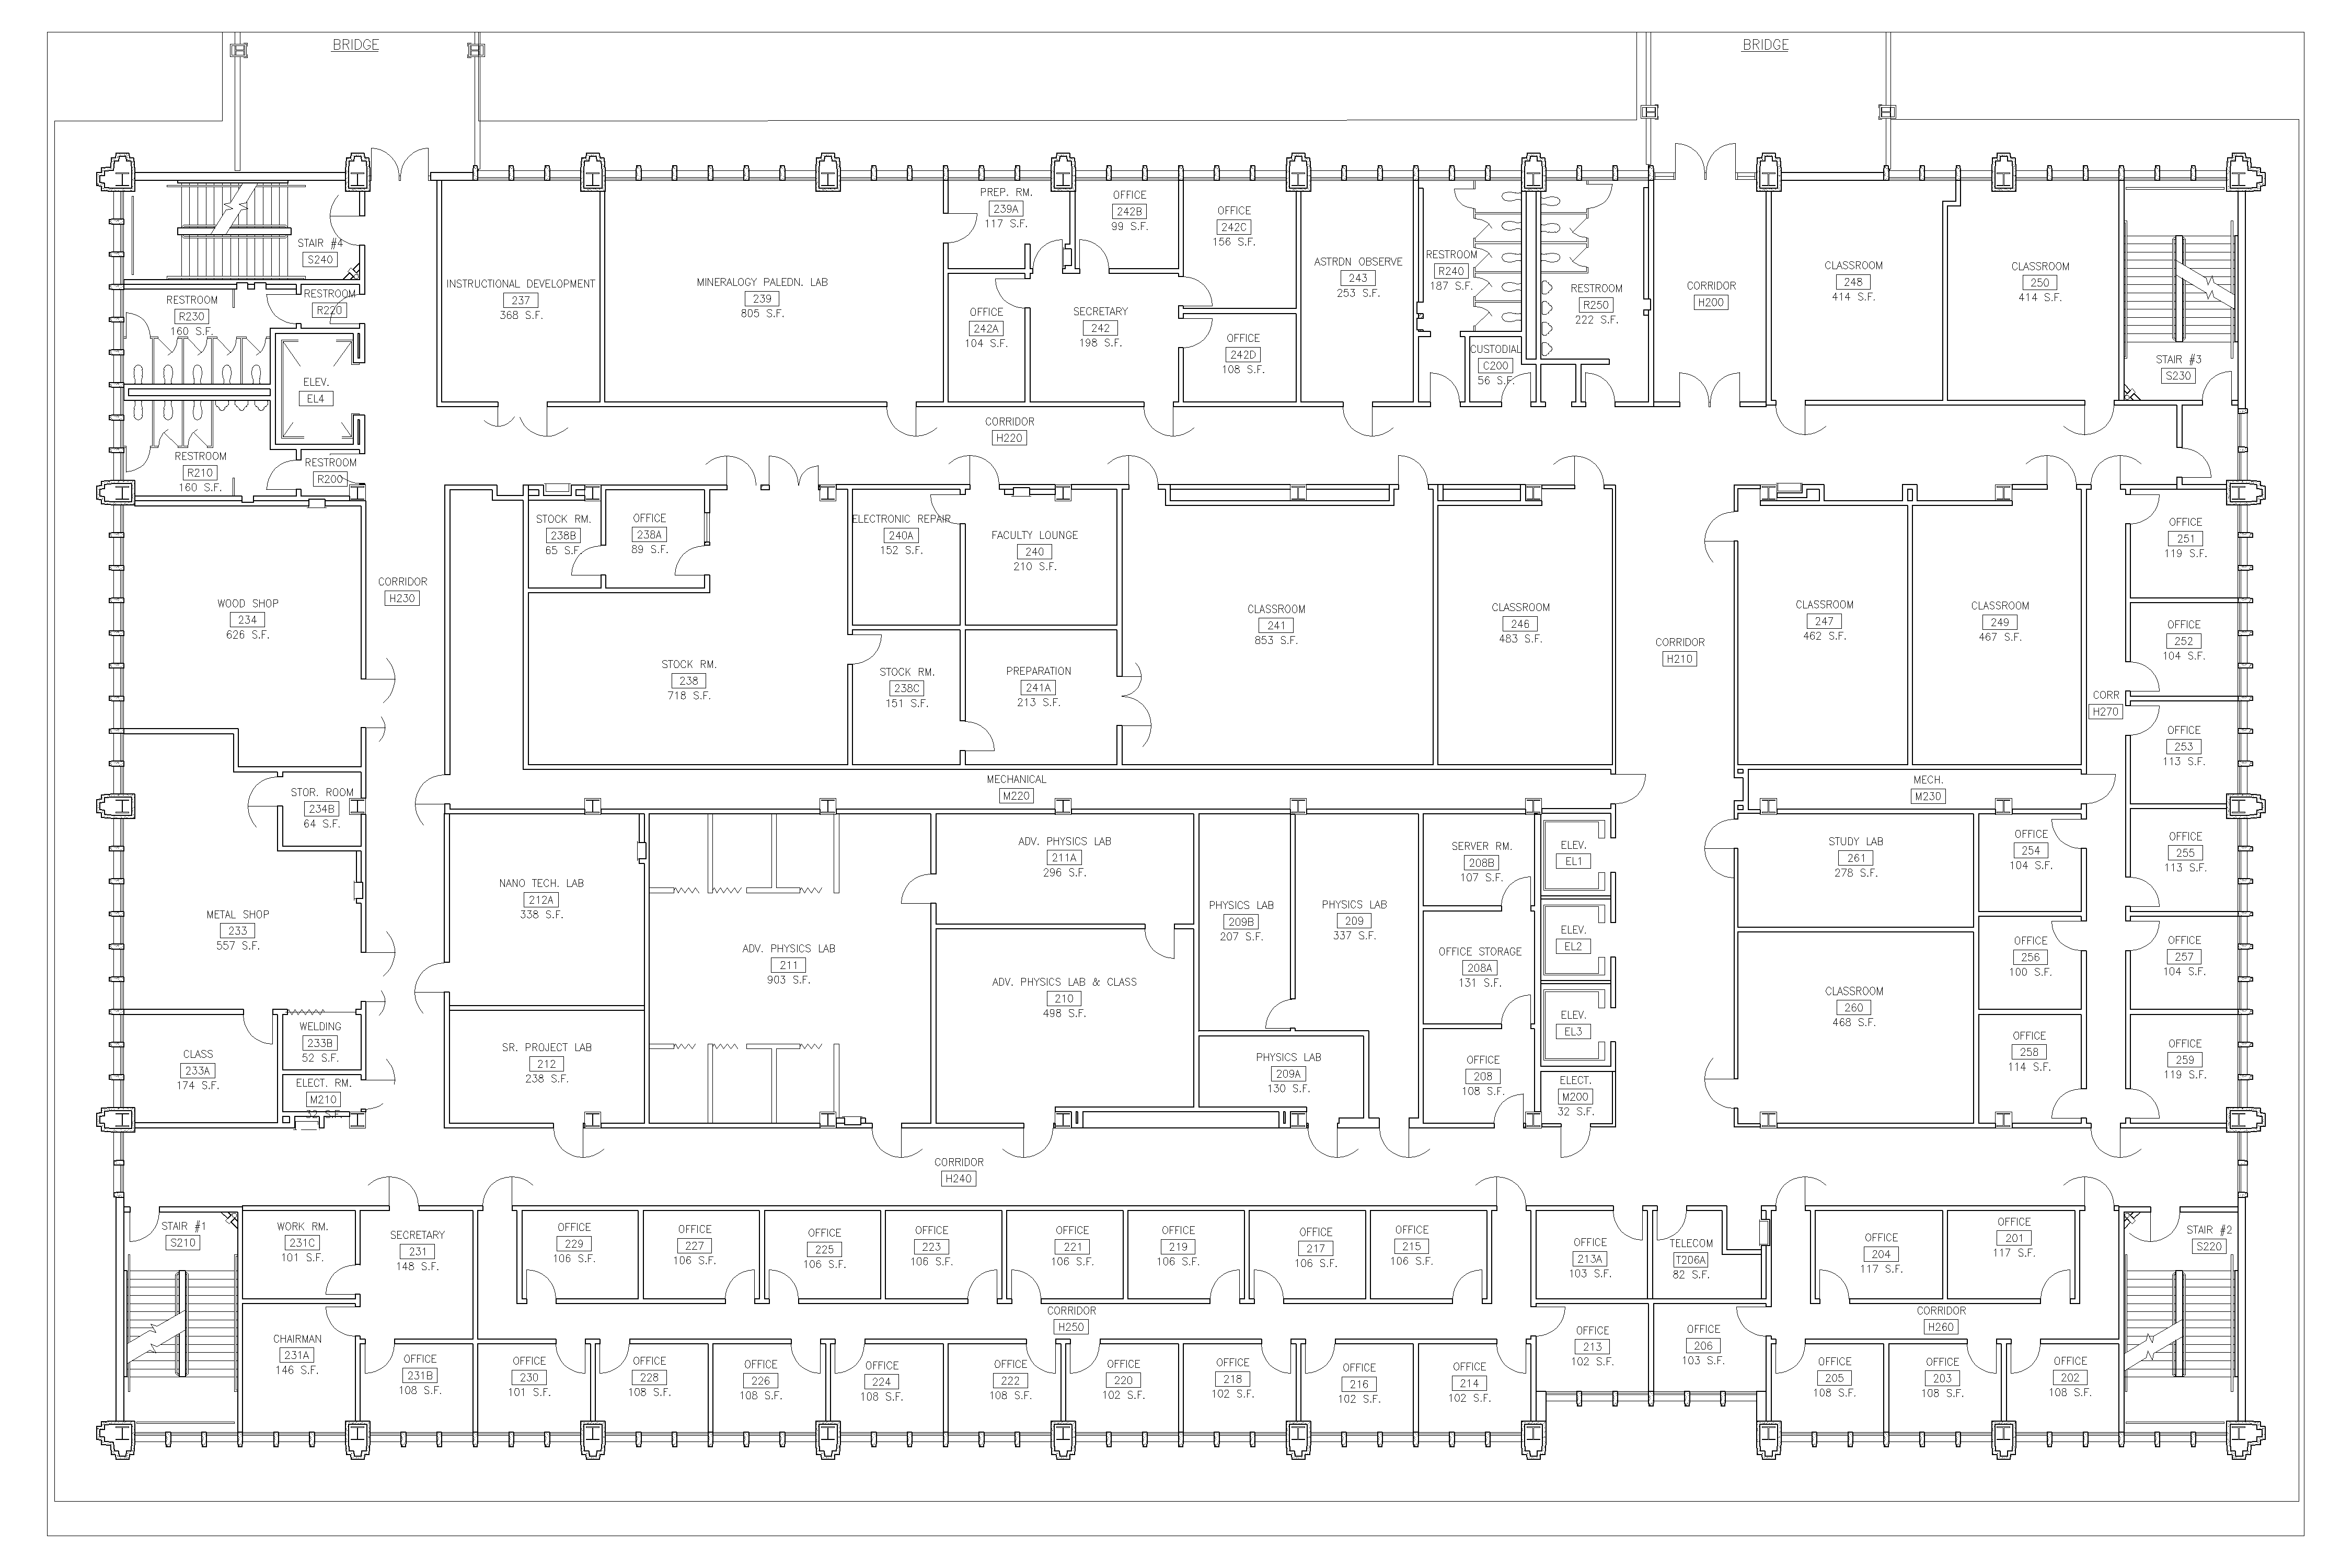 BRIDGE
BRIDGE
STAIR #4
S240
RESTROOM
R230
160 S.F.
RESTROOM
R220
ELEV.
EL4
RESTROOM
R210
160 S.F.
RESTROOM
R200
INSTRUCTIONAL DEVELOPMENT
237
368 S.F.
MINERALOGY PALEDN. LAB
239
805 S.F.
PREP. RM.
239A
117 S.F.
OFFICE
242B
99 S.F.
OFFICE
242C
156 S.F.
OFFICE
242A
104 S.F.
SECRETARY
242
198 S.F.
OFFICE
242D
108 S.F.
ASTRDN OBSERVE
243
253 S.F.
RESTROOM
R240
187 S.F.
CUSTODIAL
C200
56 S.F.
RESTROOM
R250
222 S.F.
CORRIDOR
H200
CLASSROOM
248
414 S.F.
CLASSROOM
250
414 S.F.
STAIR #3
S230
CORRIDOR
H220
WOOD SHOP
234
626 S.F.
CORRIDOR
H230
STOCK RM.
238B
65 S.F.
OFFICE
238A
89 S.F.
STOCK RM.
238
718 S.F.
ELECTRONIC REPAIR
240A
152 S.F.
FACULTY LOUNGE
240
210 S.F.
STOCK RM.
238C
151 S.F.
PREPARATION
241A
213 S.F.
CLASSROOM
241
853 S.F.
CLASSROOM
246
483 S.F.
CORRIDOR
H210
CLASSROOM
247
462 S.F.
CLASSROOM
249
467 S.F.
CORR
H270
OFFICE
251
119 S.F.
OFFICE
252
104 S.F.
OFFICE
253
113 S.F.
MECHANICAL
M220
MECH.
M230
STOR. ROOM
234B
64 S.F.
METAL SHOP
233
557 S.F.
CLASS
233A
174 S.F.
WELDING
233B
52 S.F.
ELECT. RM.
M210
32 S.F.
NANO TECH. LAB
212A
338 S.F.
SR. PROJECT LAB
212
238 S.F.
ADV. PHYSICS LAB
211
903 S.F.
ADV. PHYSICS LAB
211A
296 S.F.
ADV. PHYSICS LAB & CLASS
210
498 S.F.
PHYSICS LAB
209B
207 S.F.
PHYSICS LAB
209
337 S.F.
PHYSICS LAB
209A
130 S.F.
SERVER RM.
208B
107 S.F.
OFFICE STORAGE
208A
131 S.F.
OFFICE
208
108 S.F.
ELEV.
EL1
ELEV.
EL2
ELEV.
EL3
ELECT.
M200
32 S.F.
STUDY LAB
261
278 S.F.
CLASSROOM
260
468 S.F.
OFFICE
254
104 S.F.
OFFICE
256
100 S.F.
OFFICE
258
114 S.F.
OFFICE
255
113 S.F.
OFFICE
257
104 S.F.
OFFICE
259
119 S.F.
CORRIDOR
H240
STAIR #1
S210
WORK RM.
231C
101 S.F.
SECRETARY
231
148 S.F.
CHAIRMAN
231A
146 S.F.
OFFICE
231B
108 S.F.
OFFICE
229
106 S.F.
OFFICE
227
106 S.F.
OFFICE
225
106 S.F.
OFFICE
223
106 S.F.
OFFICE
221
106 S.F.
OFFICE
219
106 S.F.
OFFICE
217
106 S.F.
OFFICE
215
106 S.F.
OFFICE
213A
103 S.F.
TELECOM
T206A
82 S.F.
OFFICE
204
117 S.F.
OFFICE
201
117 S.F.
STAIR #2
S220
CORRIDOR
H250
CORRIDOR
H260
OFFICE
230
101 S.F.
OFFICE
228
108 S.F.
OFFICE
226
108 S.F.
OFFICE
224
108 S.F.
OFFICE
222
108 S.F.
OFFICE
220
102 S.F.
OFFICE
218
102 S.F.
OFFICE
216
102 S.F.
OFFICE
214
102 S.F.
OFFICE
213
102 S.F.
OFFICE
206
103 S.F.
OFFICE
205
108 S.F.
OFFICE
203
108 S.F.
OFFICE
202
108 S.F.